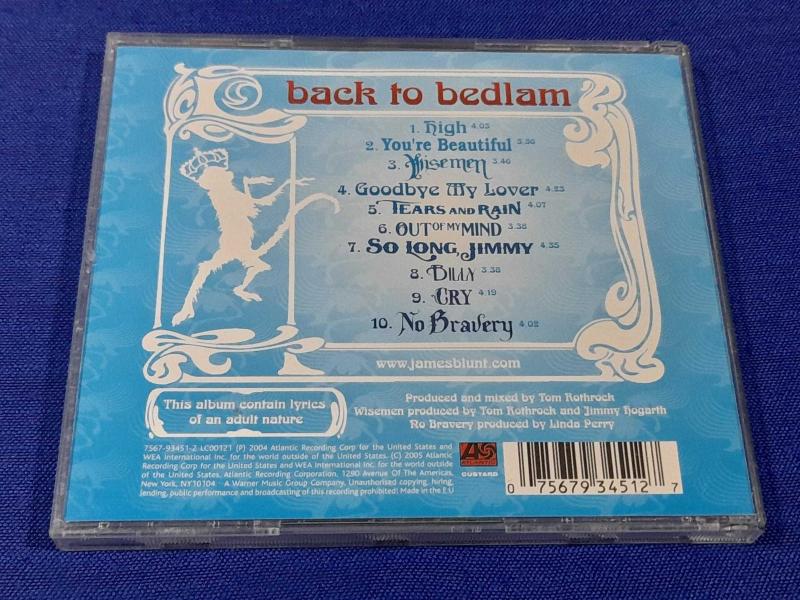 back to bedlam
1. High 4.03
2. You're Beautiful 3.36
3. Wisemen 3.46
4. Goodbye My Lover 4.23
5. TEARS AND RAIN 4.07
6. OUT OF MY MIND 3.38
7. SO LONG, JIMMY 4.35
8. BILLY 3.38
9. CRY 4.19
10. No Bravery 4.02
www.jamesblunt.com
This album contain lyrics
of an adult nature
Produced and mixed by Tom Rothrock
Wisemen produced by Tom Rothrock and Jimmy Hogarth
No Bravery produced by Linda Perry
7567-93451-2 LC00121 (P) 2004 Atlantic Recording Corp for the United States and
WEA International Inc. for the world outside of the United States. (C) 2005 Atlantic
Recording Corp for the United States and WEA International Inc. for the world outside
of the United States. Atlantic Recording Corporation, 1290 Avenue Of The Americas,
New York, NY10104 A Warner Music Group Company, Unauthorised copying, hiring,
lending, public performance and broadcasting of this recording prohibited! Made in the E.U
ATLANTIC
CUSTARD
0 75679 34512 7